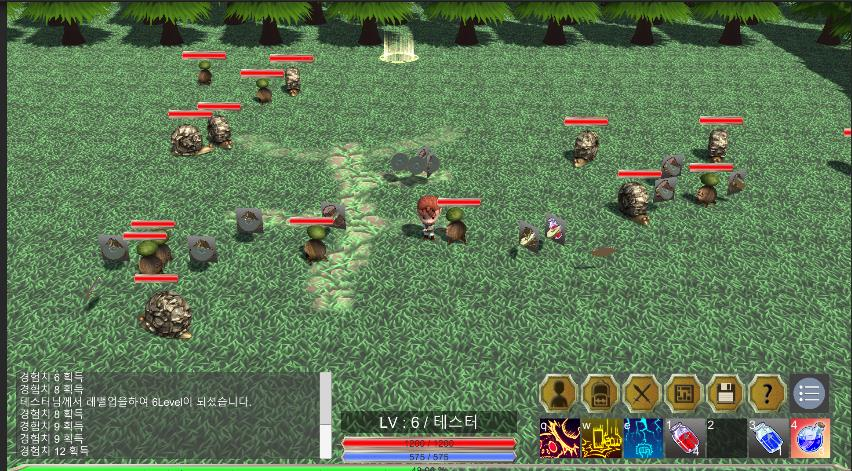 경험치 6 획득
경험치 8 획득
테스터님께서 레벨업을하여 6Level이 되셨습니다.
경험치 8 획득
경험치 9 획득
경험치 9 획득
경험치 12 획득
LV : 6 / 테스터
1200 / 1200
575 / 575
?
q
w
e
1
2
3
4